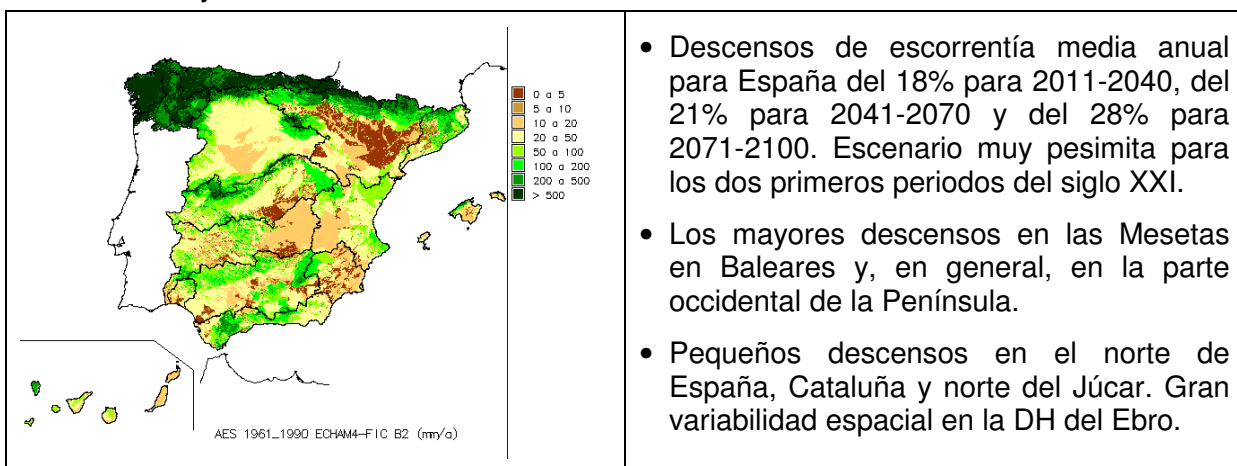 0 a 5
5 a 10
10 a 20
20 a 50
50 a 100
100 a 200
200 a 500
> 500
AES 1961_1990 ECHAM4-FIC B2 (mm/a)
• Descensos de escorrentía media anual
para España del 18% para 2011-2040, del
21% para 2041-2070 y del 28% para
2071-2100. Escenario muy pesimita para
los dos primeros periodos del siglo XXI.
• Los mayores descensos en las Mesetas
en Baleares y, en general, en la parte
occidental de la Península.
• Pequeños descensos en el norte de
España, Cataluña y norte del Júcar. Gran
variabilidad espacial en la DH del Ebro.